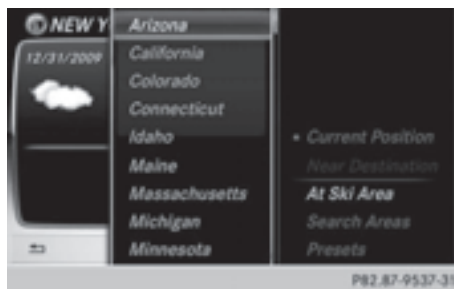 NEW Y
12/31/2009
Arizona
California
Colorado
Connecticut
Idaho
Maine
Massachusetts
Michigan
Minnesota
Current Position
Near Destination
At Ski Area
Search Areas
Presets
P82.87-9537-31